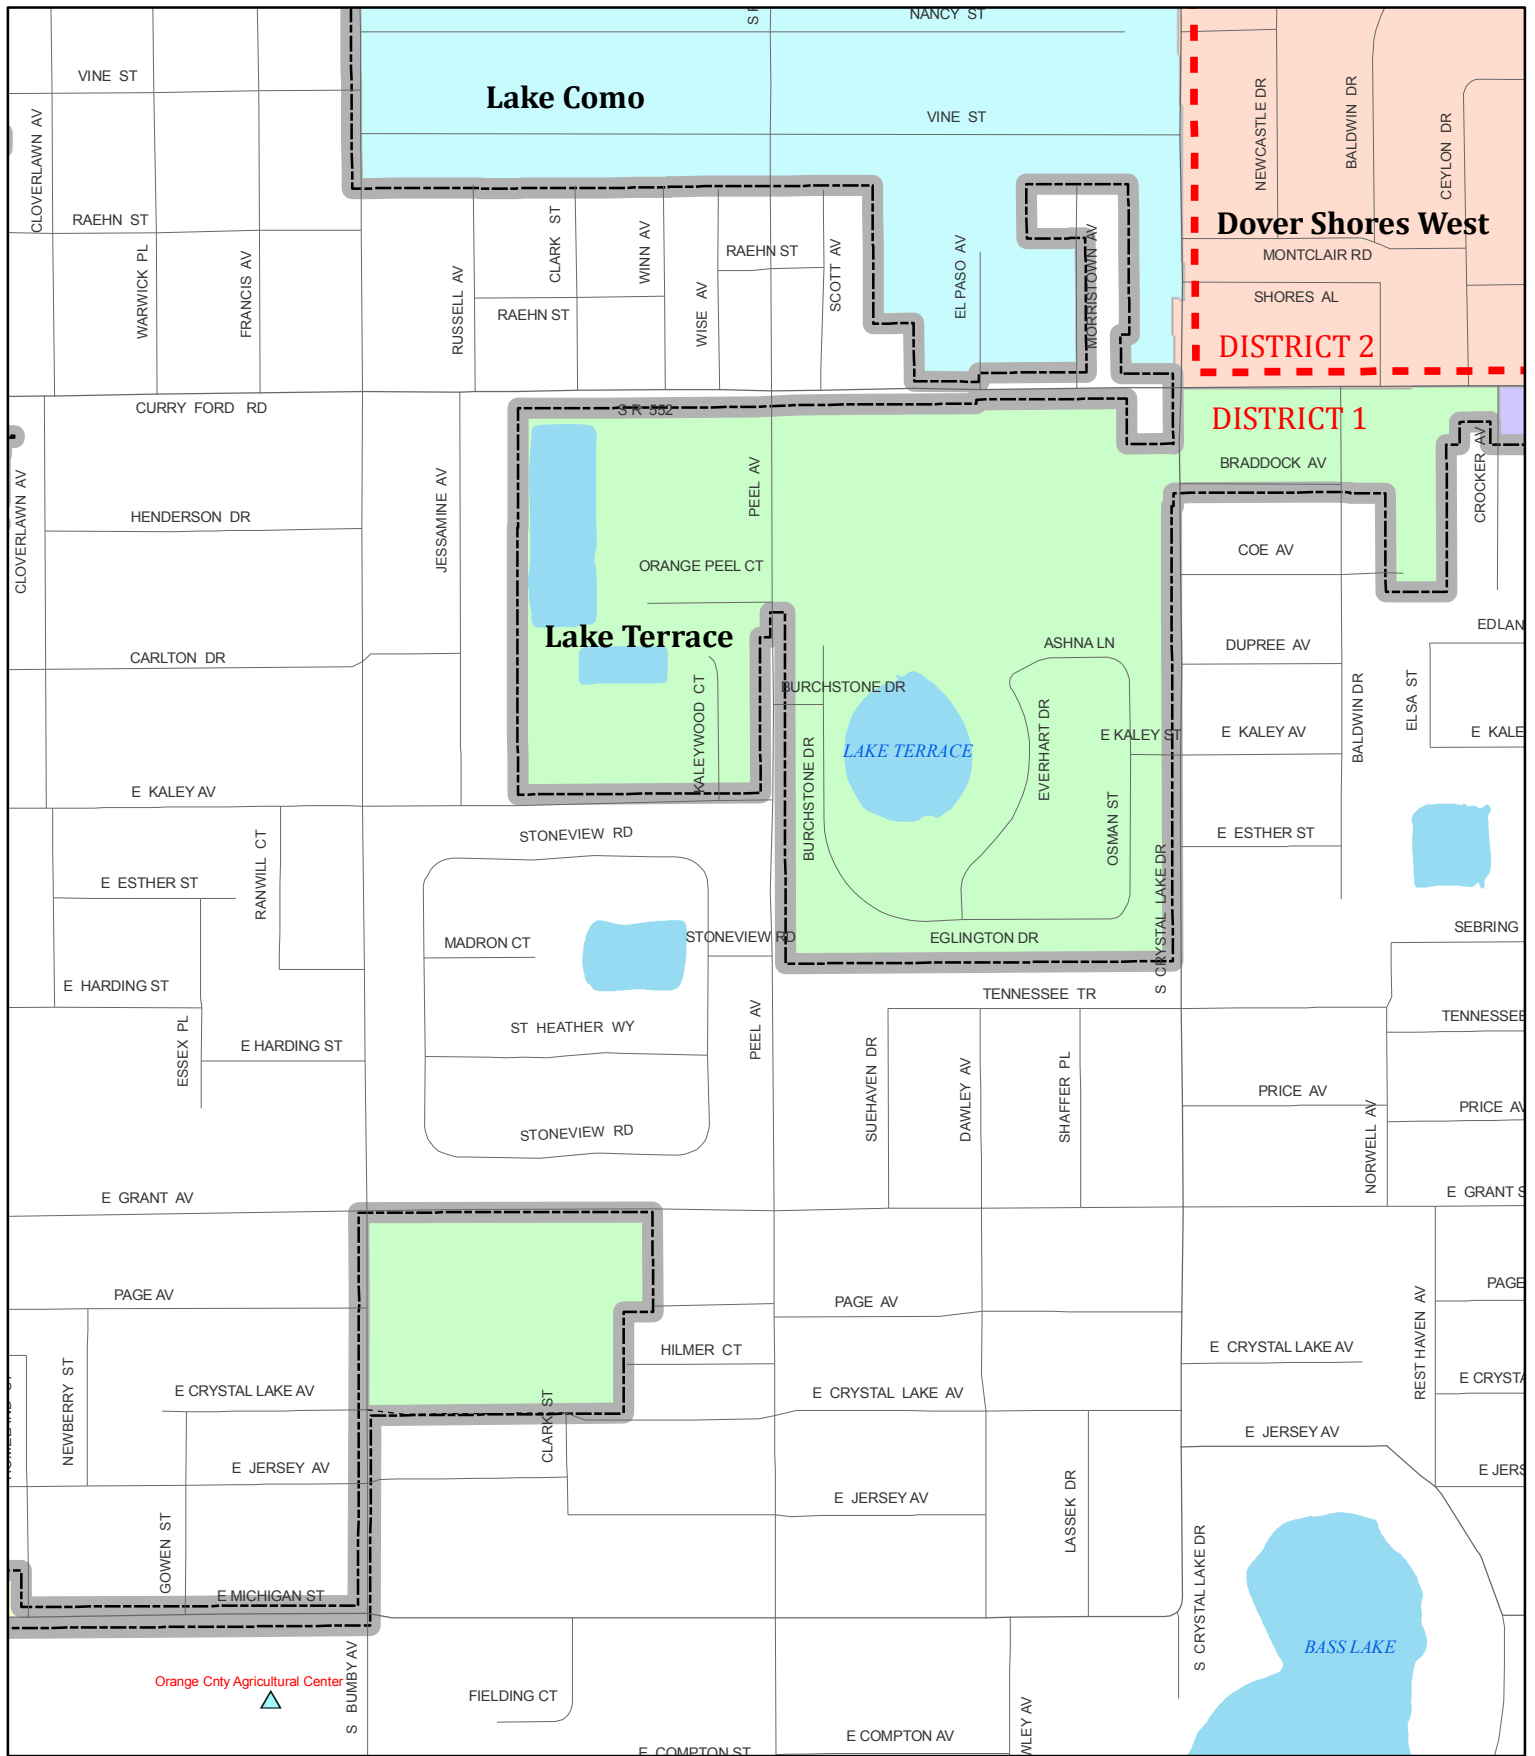 NANCY ST
VINE ST
Lake Como
VINE ST
CLOVERLAWN AV
NEWCASTLE DR
BALDWIN DR
CEYLON DR
RAEHN ST
WARWICK PL
FRANCIS AV
RUSSELL AV
CLARK ST
WINN AV
WISE AV
RAEHN ST
SCOTT AV
EL PASO AV
MORRISTOWN AV
Dover Shores West
MONTCLAIR RD
SHORES AL
RAEHN ST
DISTRICT 2
CURRY FORD RD
S R 552
DISTRICT 1
BRADDOCK AV
CROCKER AV
CLOVERLAWN AV
HENDERSON DR
JESSAMINE AV
PEEL AV
COE AV
ORANGE PEEL CT
Lake Terrace
EDLAN
CARLTON DR
ASHNA LN
DUPREE AV
KALEYWOOD CT
BURCHSTONE DR
BURCHSTONE DR
LAKE TERRACE
EVERHART DR
E KALEY ST
E KALEY AV
BALDWIN DR
ELSA ST
E KALE
E KALEY AV
OSMAN ST
STONEVIEW RD
E ESTHER ST
RANWILL CT
E ESTHER ST
S CRYSTAL LAKE DR
MADRON CT
STONEVIEW RD
EGLINGTON DR
SEBRING
E HARDING ST
TENNESSEE TR
TENNESSEE
ESSEX PL
E HARDING ST
ST HEATHER WY
PEEL AV
SUEHAVEN DR
DAWLEY AV
SHAFFER PL
PRICE AV
PRICE AV
NORWELL AV
STONEVIEW RD
E GRANT AV
E GRANT S
PAGE AV
PAGE AV
PAGE
REST HAVEN AV
NEWBERRY ST
HILMER CT
E CRYSTAL LAKE AV
E CRYSTAL LAKE AV
E CRYSTAL LAKE AV
E CRYSTA
CLARK ST
E JERSEY AV
E JERSEY AV
E JERSEY AV
E JERS
GOWEN ST
LASSEK DR
S CRYSTAL LAKE DR
E MICHIGAN ST
BASS LAKE
Orange Cnty Agricultural Center
S BUMBY AV
FIELDING CT
E COMPTON AV
WLEY AV
E COMPTON ST